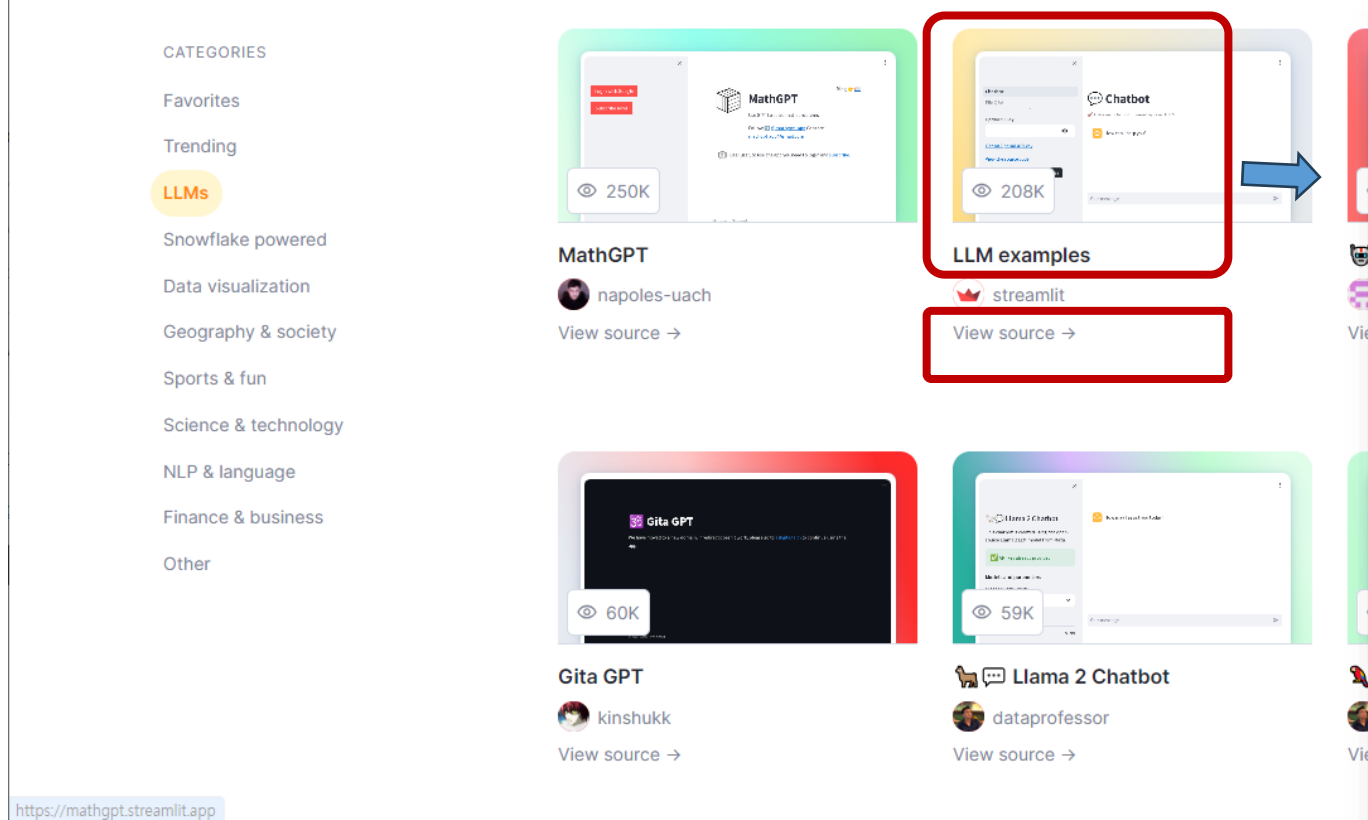 CATEGORIES
Favorites
Trending
LLMs
Snowflake powered
Data visualization
Geography & society
Sports & fun
Science & technology
NLP & language
Finance & business
Other
MathGPT
250K
MathGPT
napoles-uach
View source →
Chatbot
208K
LLM examples
streamlit
View source →
Vie
Gita GPT
60K
Gita GPT
kinshukk
View source →
Llama 2 Chatbot
59K
🦙💬 Llama 2 Chatbot
dataprofessor
View source →
Vie
https://mathgpt.streamlit.app